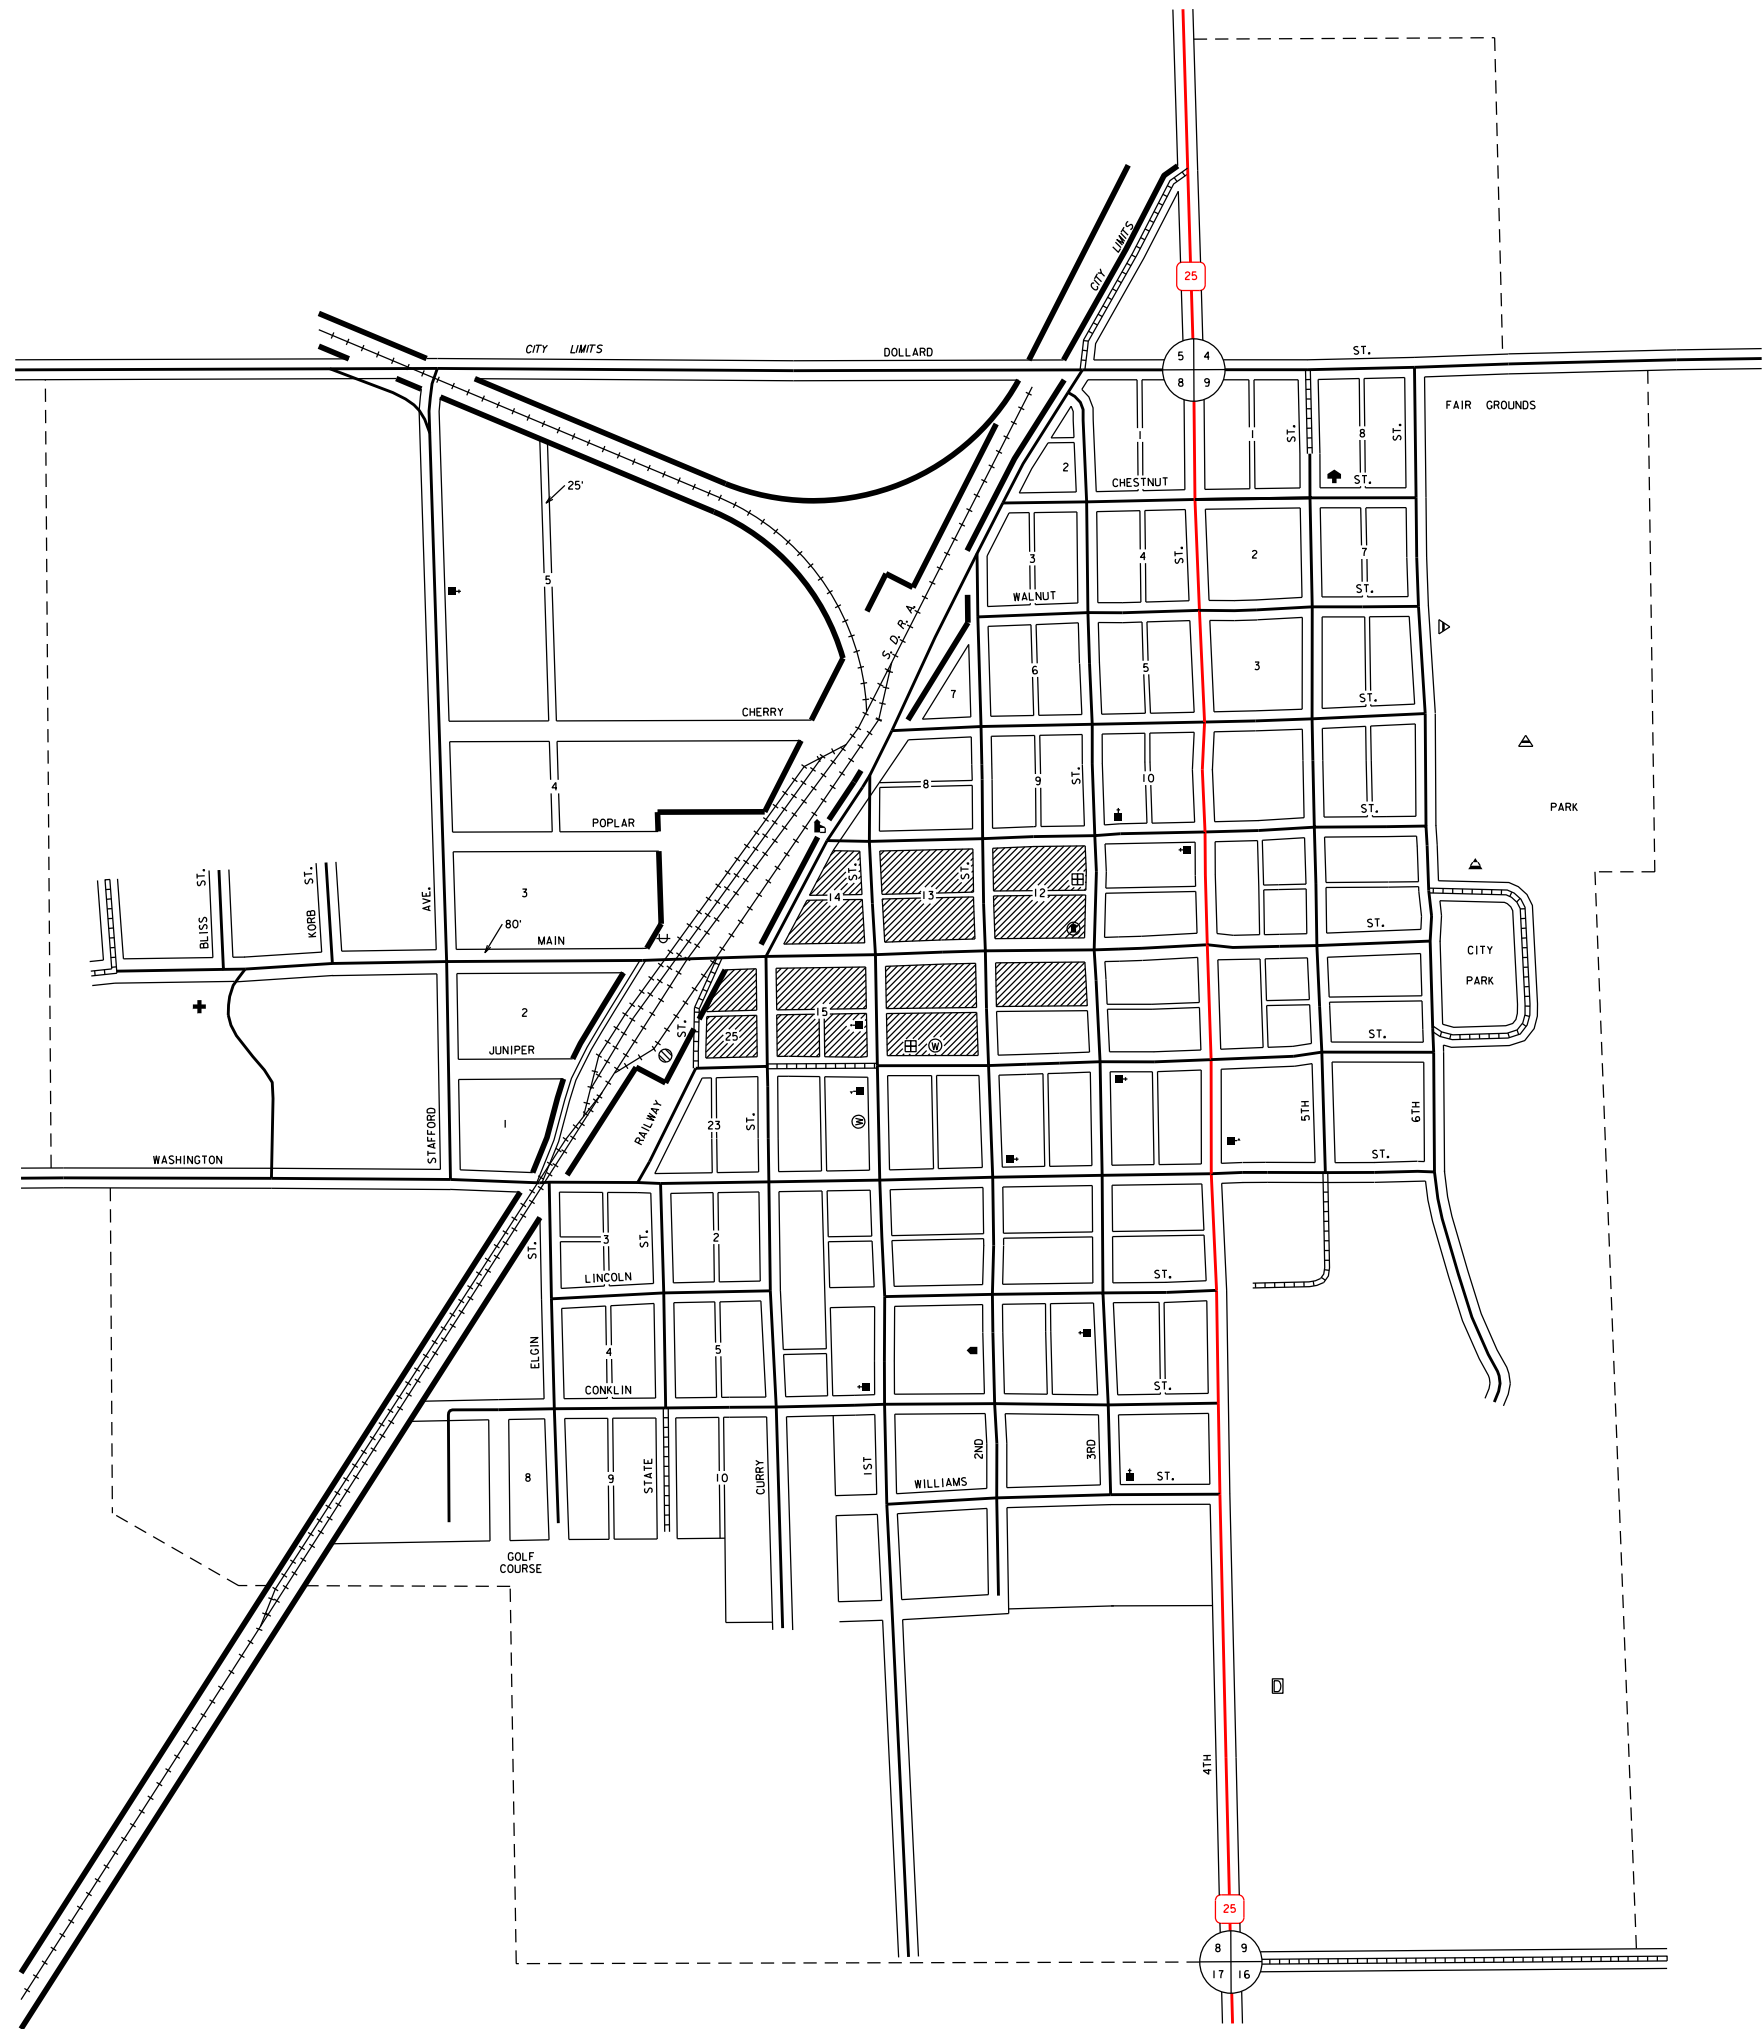 CITY LIMITS
25
CITY LIMITS
DOLLARD
ST.
5 4
8 9
FAIR GROUNDS
1
1
ST.
8
ST.
2
CHESTNUT
ST.
25'
3
4
ST.
2
7
5
WALNUT
ST.
S. D. R. A.
6
5
3
7
ST.
CHERRY
4
8
9
ST.
10
POPLAR
ST.
PARK
BLISS ST.
KORB ST.
AVE.
3
80'
MAIN
14
ST.
13
ST.
12
ST.
CITY
PARK
2
JUNIPER
ST.
25
15
ST.
STAFFORD
1
RAILWAY
23
ST.
5TH
6TH
ST.
WASHINGTON
ST.
3
ST.
2
LINCOLN
ST.
ELGIN
4
5
CONKLIN
ST.
8
9
STATE
10
CURRY
1ST
2ND
3RD
WILLIAMS
ST.
GOLF
COURSE
4TH
D
25
8 9
17 16
W
W